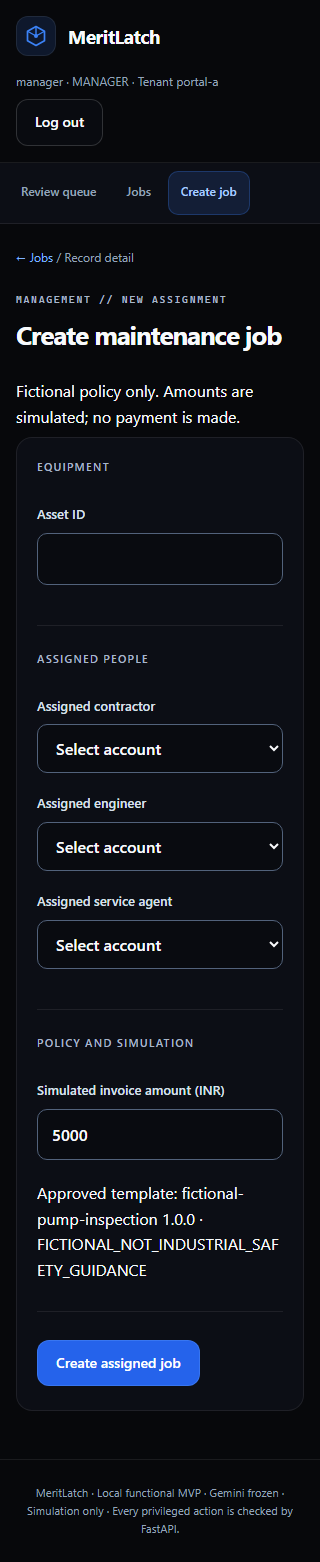 MeritLatch
manager · MANAGER · Tenant portal-a
Log out
Review queue
Jobs
Create job
← Jobs / Record detail
MANAGEMENT // NEW ASSIGNMENT
Create maintenance job
Fictional policy only. Amounts are
simulated; no payment is made.
EQUIPMENT
Asset ID
ASSIGNED PEOPLE
Assigned contractor
Select account
Assigned engineer
Select account
Assigned service agent
Select account
POLICY AND SIMULATION
Simulated invoice amount (INR)
5000
Approved template: fictional-
pump-inspection 1.0.0 ·
FICTIONAL_NOT_INDUSTRIAL_SAF
ETY_GUIDANCE
Create assigned job
MeritLatch · Local functional MVP · Gemini frozen ·
Simulation only · Every privileged action is checked by
FastAPI.